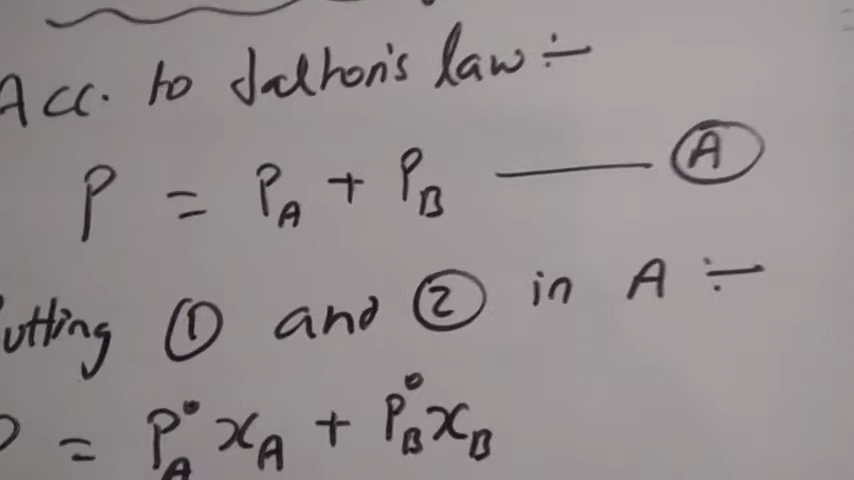 Acc. to dalton's law ÷
P = P_A + P_B —— (A)
utting (1) and (2) in A ÷
P = P°_A x_A + P°_B x_B